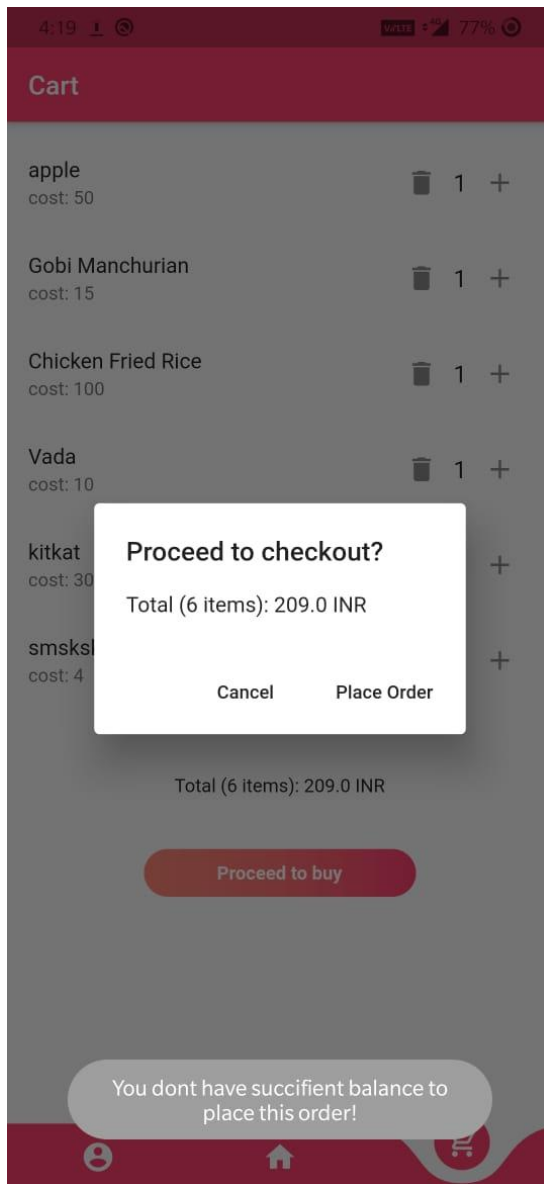 4:19
VoLTE 4G 77%
Cart
apple
1
cost: 50
Gobi Manchurian
1
cost: 15
Chicken Fried Rice
1
cost: 100
Vada
1
cost: 10
kitkat
cost: 30
smsks
cost: 4
Proceed to checkout?
Total (6 items): 209.0 INR
Cancel Place Order
Total (6 items): 209.0 INR
Proceed to buy
You dont have succifient balance to
place this order!